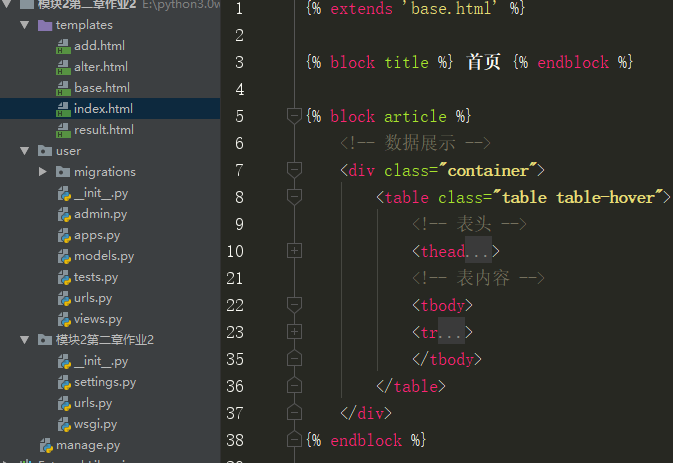 模块2第二章作业2 E:\python3.0w
templates
add.html
alter.html
base.html
index.html
result.html
user
migrations
__init__.py
admin.py
apps.py
models.py
tests.py
urls.py
views.py
模块2第二章作业2
__init__.py
settings.py
urls.py
wsgi.py
manage.py
1 {% extends 'base.html' %}
2
3 {% block title %} 首页 {% endblock %}
4
5 {% block article %}
6 <!-- 数据展示 -->
7 <div class="container">
8 <table class="table table-hover">
9 <!-- 表头 -->
10 <thead...>
21 <!-- 表内容 -->
22 <tbody>
23 <tr...>
35 </tbody>
36 </table>
37 </div>
38 {% endblock %}